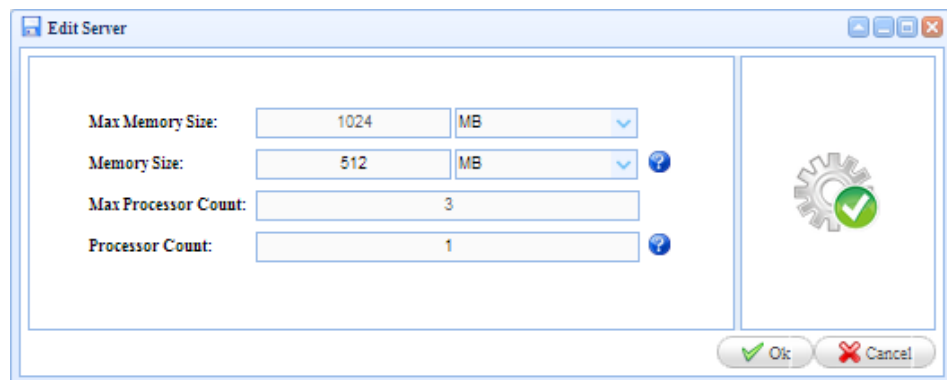 Edit Server
Max Memory Size: 1024 MB
Memory Size: 512 MB ?
Max Processor Count: 3
Processor Count: 1 ?
Ok Cancel